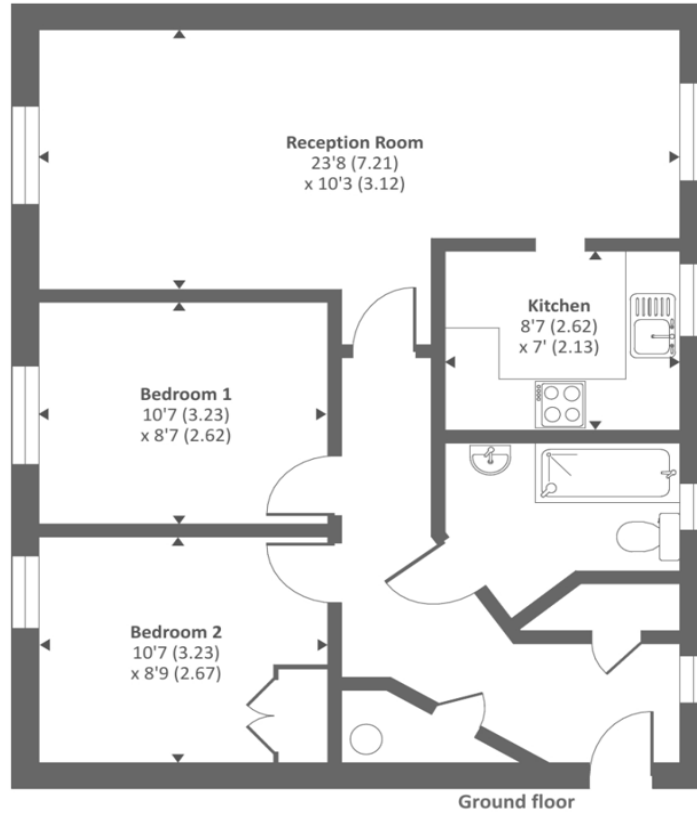 Reception Room
23'8 (7.21)
x 10'3 (3.12)
Kitchen
8'7 (2.62)
x 7' (2.13)
Bedroom 1
10'7 (3.23)
x 8'7 (2.62)
Bedroom 2
10'7 (3.23)
x 8'9 (2.67)
Ground floor